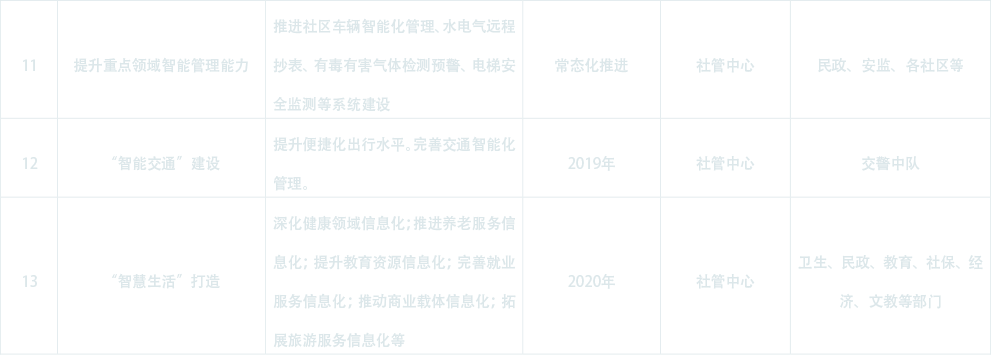 11
提升重点领域智能管理能力
推进社区车辆智能化管理、水电气远程
抄表、有毒有害气体检测预警、电梯安
全监测等系统建设
常态化推进
社管中心
民政、安监、各社区等
12
“智能交通”建设
提升便捷化出行水平。完善交通智能化
管理。
2019年
社管中心
交警中队
13
“智慧生活”打造
深化健康领域信息化；推进养老服务信
息化；提升教育资源信息化；完善就业
服务信息化；推动商业载体信息化；拓
展旅游服务信息化等
2020年
社管中心
卫生、民政、教育、社保、经
济、文教等部门